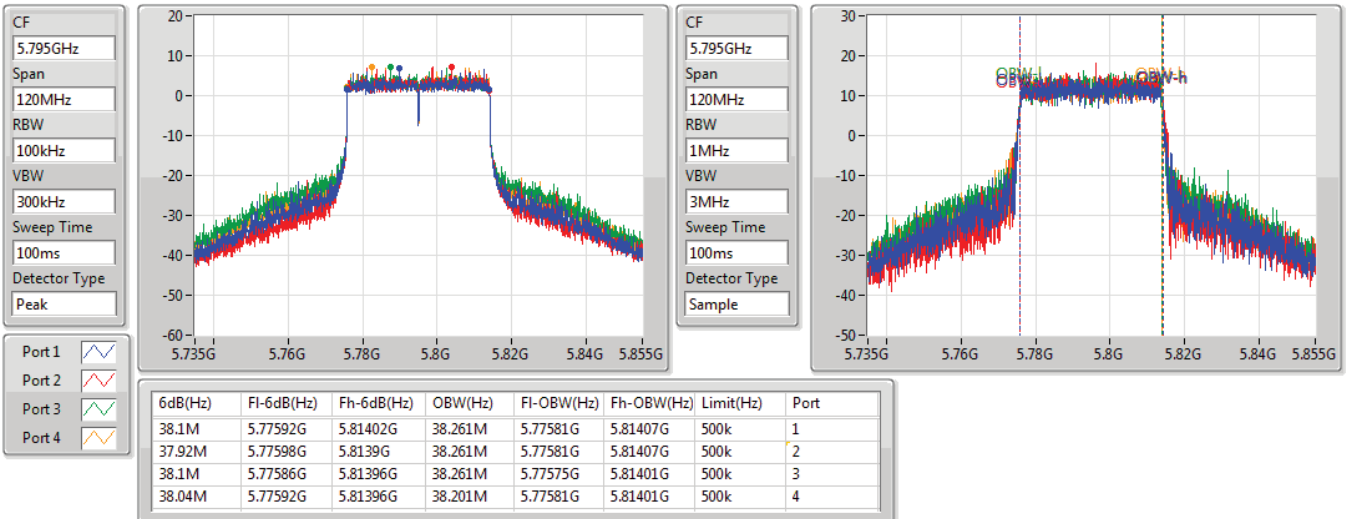 CF
5.795GHz
Span
120MHz
RBW
100kHz
VBW
300kHz
Sweep Time
100ms
Detector Type
Peak
20
10
0
-10
-20
-30
-40
-50
-60
5.735G 5.76G 5.78G 5.8G 5.82G 5.84G 5.855G
CF
5.795GHz
Span
120MHz
RBW
1MHz
VBW
3MHz
Sweep Time
100ms
Detector Type
Sample
30
20
10
0
-10
-20
-30
-40
-50
OBW-h
5.735G 5.76G 5.78G 5.8G 5.82G 5.84G 5.855G
Port 1
Port 2
Port 3
Port 4
6dB(Hz) Fl-6dB(Hz) Fh-6dB(Hz) OBW(Hz) Fl-OBW(Hz) Fh-OBW(Hz) Limit(Hz) Port
38.1M 5.77592G 5.81402G 38.261M 5.77581G 5.81407G 500k 1
37.92M 5.77598G 5.8139G 38.261M 5.77581G 5.81407G 500k 2
38.1M 5.77586G 5.81396G 38.261M 5.77575G 5.81401G 500k 3
38.04M 5.77592G 5.81396G 38.201M 5.77581G 5.81401G 500k 4